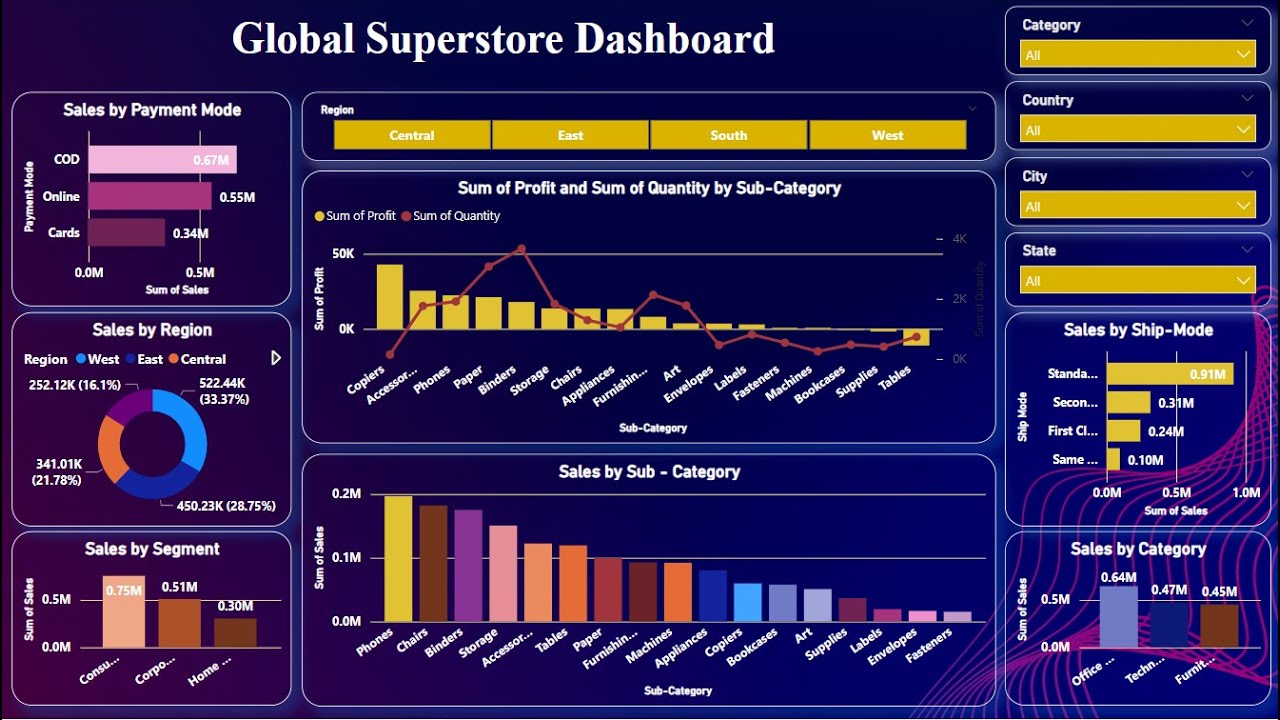 Global Superstore Dashboard
Category
All
Country
All
City
All
State
All
Region
Central East South West
Sales by Payment Mode
Payment Mode
COD 0.67M
Online 0.55M
Cards 0.34M
0.0M 0.5M
Sum of Sales
Sum of Profit and Sum of Quantity by Sub-Category
Sum of Profit Sum of Quantity
Sum of Profit
50K
0K
4K
2K
0K
Sum of Quantity
Copiers Accessor... Phones Paper Binders Storage Chairs Appliances Furnishin... Art Envelopes Labels Fasteners Machines Bookcases Supplies Tables
Sub-Category
Sales by Region
Region West East Central
252.12K (16.1%)
522.44K
(33.37%)
341.01K
(21.78%)
450.23K (28.75%)
Sales by Ship-Mode
Ship Mode
Standa... 0.91M
Secon... 0.31M
First Cl... 0.24M
Same ... 0.10M
0.0M 0.5M 1.0M
Sum of Sales
Sales by Sub - Category
Sum of Sales
0.2M
0.1M
0.0M
Phones Chairs Binders Storage Accessor... Tables Paper Furnishin... Machines Appliances Copiers Bookcases Art Supplies Labels Envelopes Fasteners
Sub-Category
Sales by Segment
Sum of Sales
0.5M
0.0M
0.75M 0.51M 0.30M
Consu... Corpo... Home ...
Sales by Category
Sum of Sales
0.5M
0.0M
0.64M 0.47M 0.45M
Office ... Techn... Furnit...